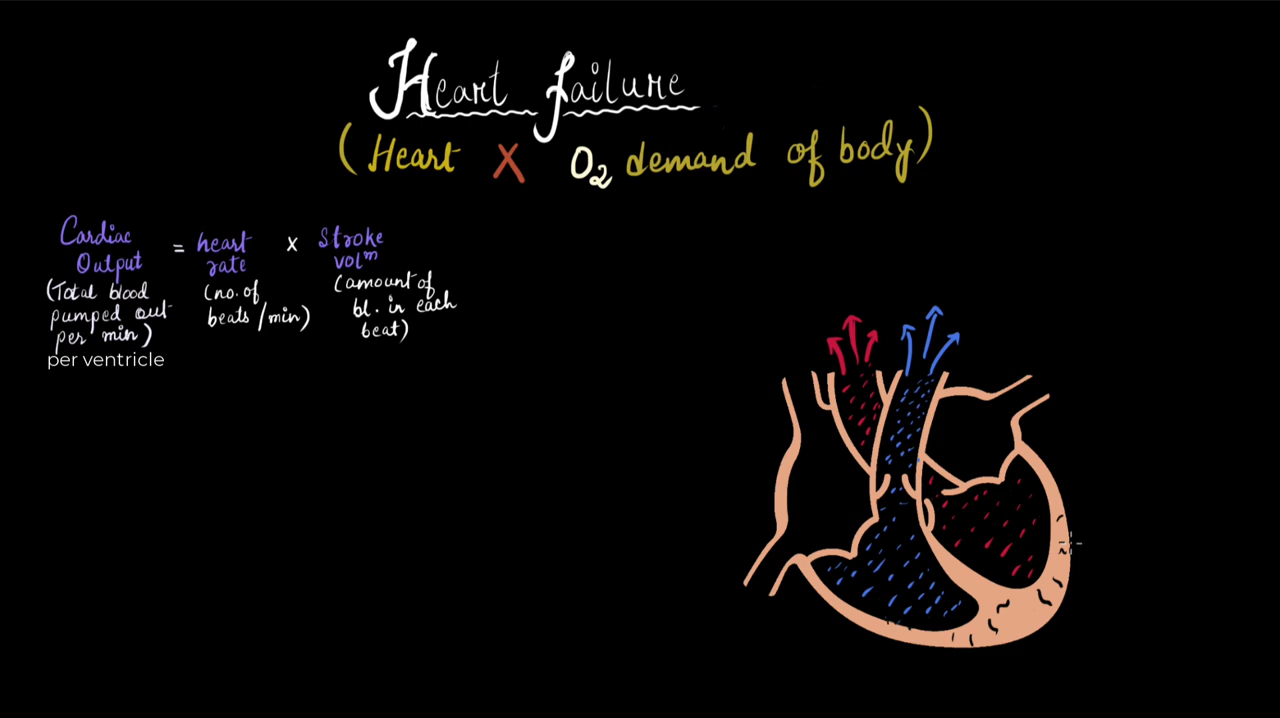 Heart failure
(Heart X O₂ demand of body)
Cardiac Output = heart rate × Stroke volᵐ
(Total blood pumped out per min)
per ventricle
(no. of beats/min)
(amount of bl. in each beat)